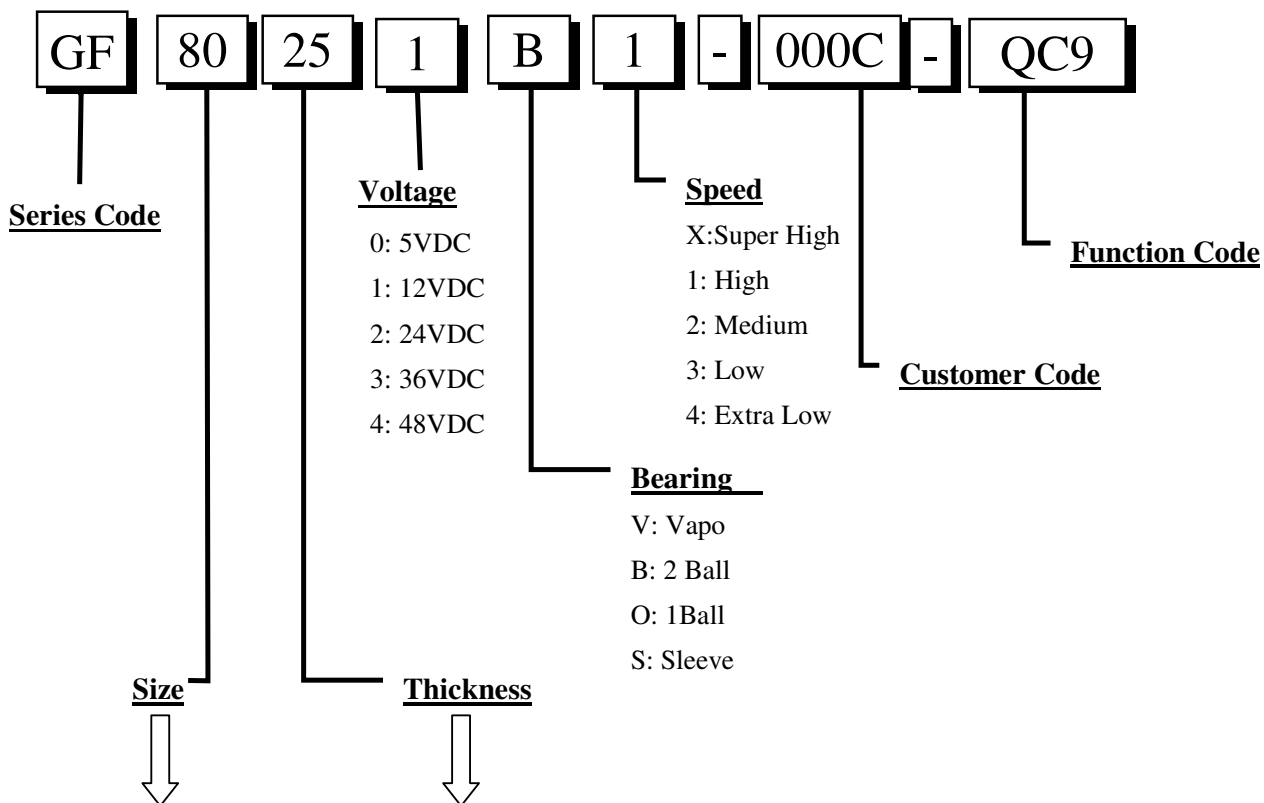 GF 80 25 1 B 1 - 000C - QC9
Series Code
Voltage
0: 5VDC
1: 12VDC
2: 24VDC
3: 36VDC
4: 48VDC
Speed
X:Super High
1: High
2: Medium
3: Low
4: Extra Low
Function Code
Customer Code
Bearing
V: Vapo
B: 2 Ball
O: 1Ball
S: Sleeve
Size
Thickness